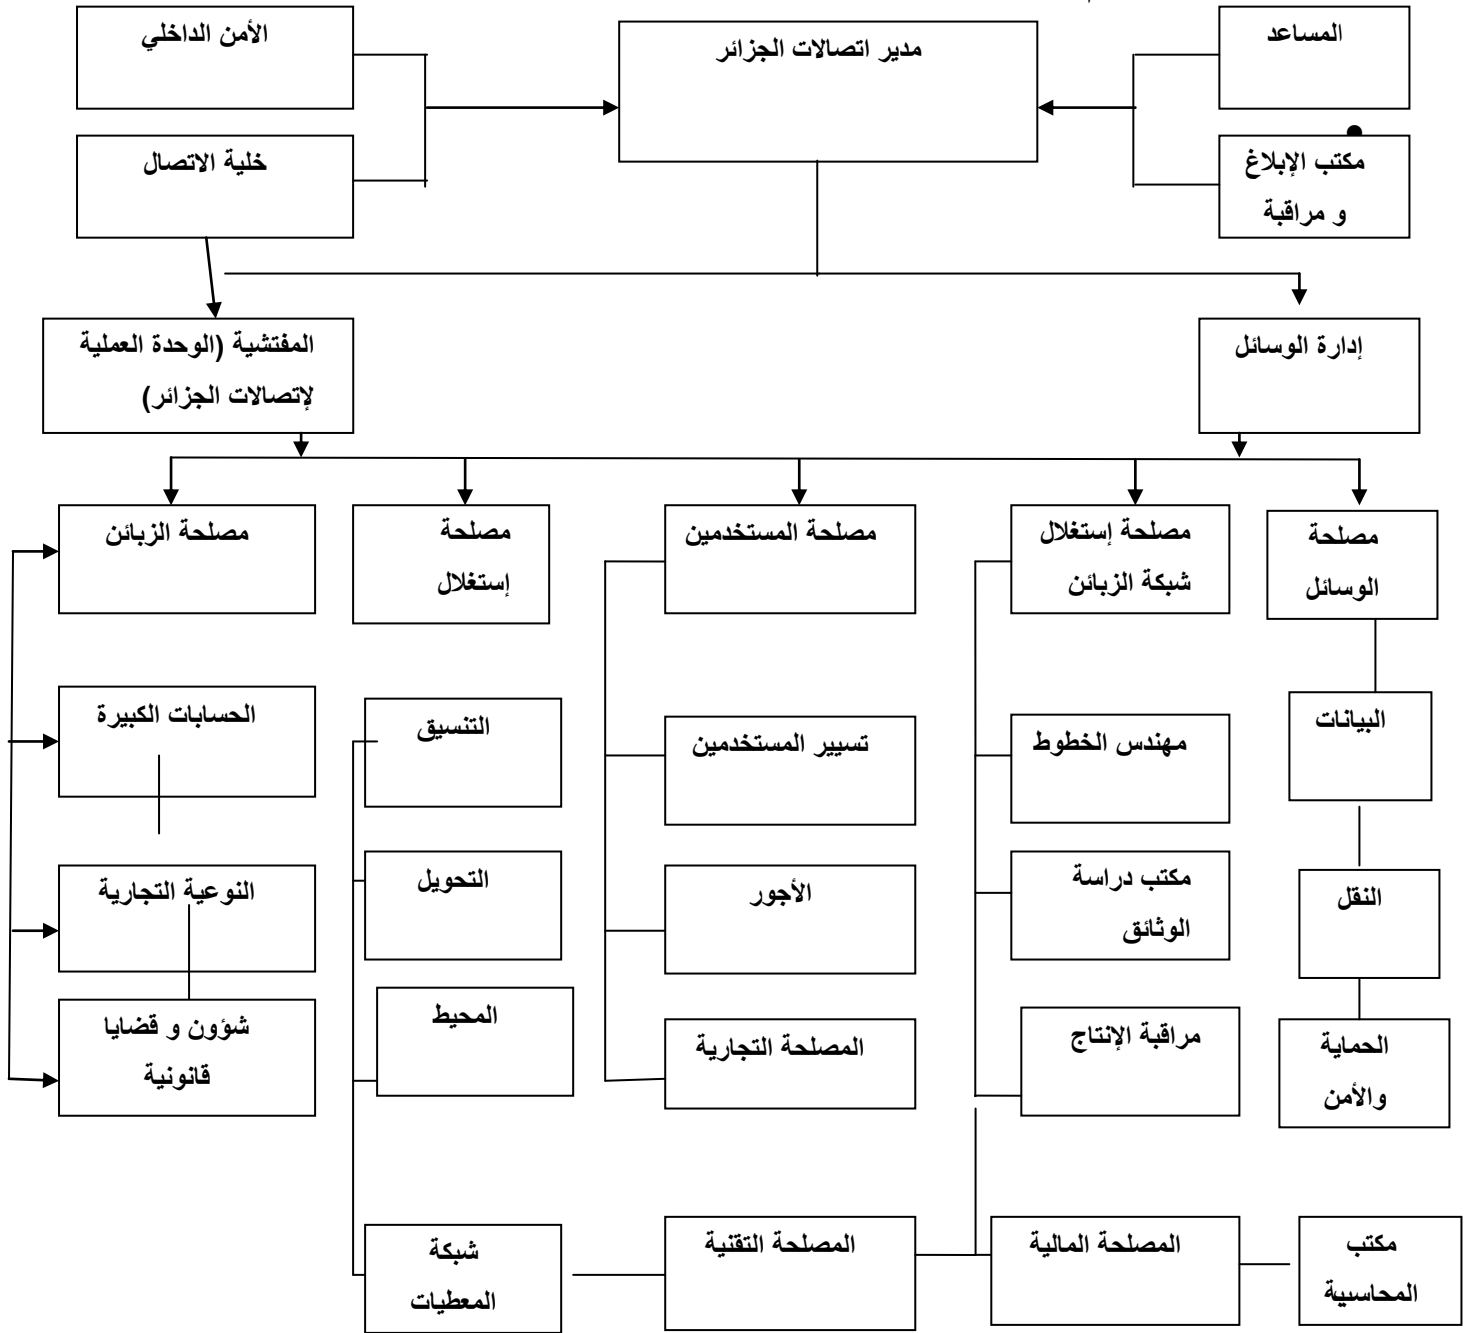 المساعد
مدير اتصالات الجزائر
الأمن الداخلي
مكتب الإبلاغ
و مراقبة
خلية الاتصال
إدارة الوسائل
المفتشية (الوحدة العملية
لإتصالات الجزائر)
مصلحة
الوسائل
مصلحة إستغلال
شبكة الزبائن
مصلحة المستخدمين
مصلحة
إستغلال
مصلحة الزبائن
البيانات
مهندس الخطوط
تسيير المستخدمين
التنسيق
الحسابات الكبيرة
النقل
مكتب دراسة
الوثائق
الأجور
التحويل
النوعية التجارية
الحماية
والأمن
مراقبة الإنتاج
المصلحة التجارية
المحيط
شؤون و قضايا
قانونية
مكتب
المحاسبية
المصلحة المالية
المصلحة التقنية
شبكة
المعطيات